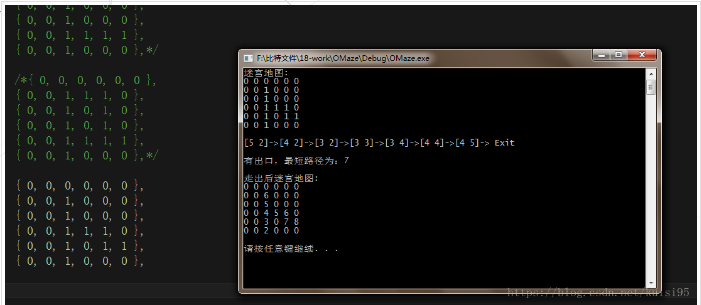 { 0, 0, 1, 0, 0, 0 },
{ 0, 0, 1, 0, 0, 0 },
{ 0, 0, 1, 1, 1, 1 },
{ 0, 0, 1, 0, 0, 0 },*/
/*{ 0, 0, 0, 0, 0, 0 },
{ 0, 0, 1, 1, 1, 0 },
{ 0, 0, 1, 0, 1, 0 },
{ 0, 0, 1, 0, 1, 0 },
{ 0, 0, 1, 1, 1, 1 },
{ 0, 0, 1, 0, 0, 0 },*/
{ 0, 0, 0, 0, 0, 0 },
{ 0, 0, 1, 0, 0, 0 },
{ 0, 0, 1, 0, 0, 0 },
{ 0, 0, 1, 1, 1, 0 },
{ 0, 0, 1, 0, 1, 1 },
{ 0, 0, 1, 0, 0, 0 },
F:\比特文件\18-work\OMaze\Debug\OMaze.exe
迷宫地图:
0 0 0 0 0 0
0 0 1 0 0 0
0 0 1 0 0 0
0 0 1 1 1 0
0 0 1 0 1 1
0 0 1 0 0 0
[5 2]->[4 2]->[3 2]->[3 3]->[3 4]->[4 4]->[4 5]-> Exit
有出口，最短路径为：7
走出后迷宫地图:
0 0 0 0 0 0
0 0 6 0 0 0
0 0 5 0 0 0
0 0 4 5 6 0
0 0 3 0 7 8
0 0 2 0 0 0
请按任意键继续. . .